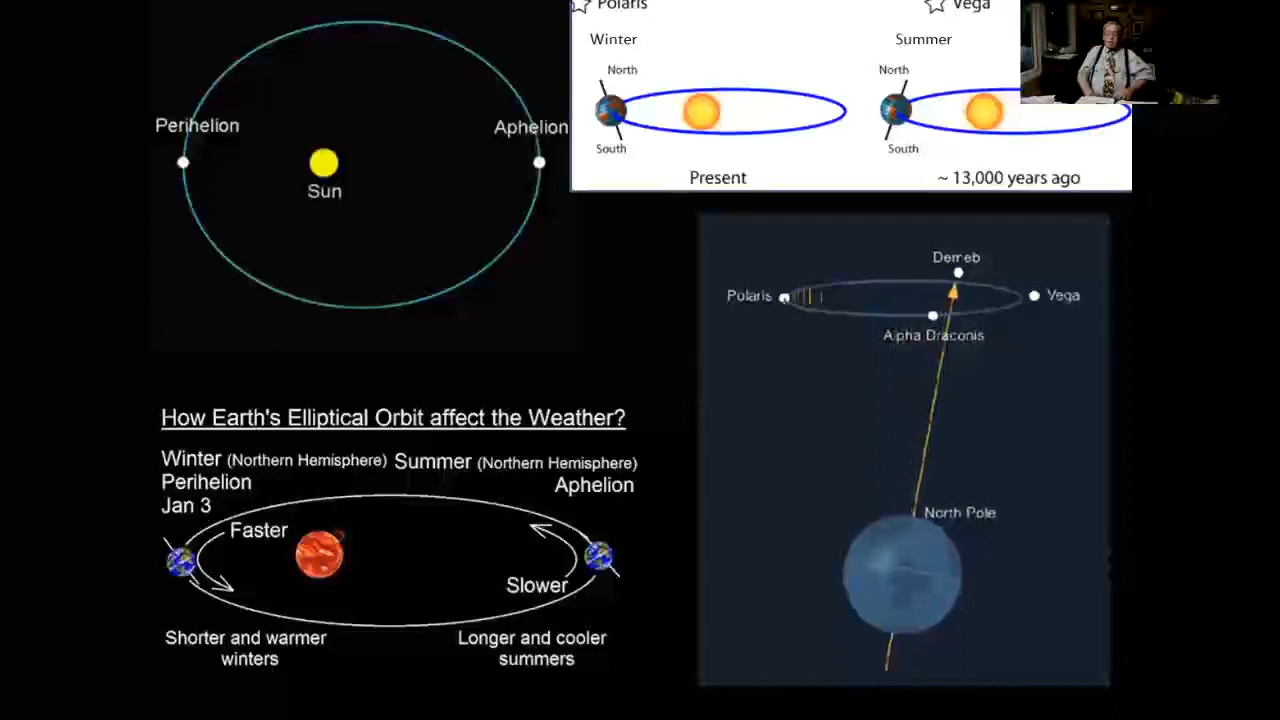 Perihelion
Aphelion
Sun
Polaris
Vega
Winter
Summer
North
North
South
South
Present
~ 13,000 years ago
Derneb
Polaris
Vega
Alpha Draconis
North Pole
How Earth's Elliptical Orbit affect the Weather?
Winter (Northern Hemisphere) Summer (Northern Hemisphere)
Perihelion
Aphelion
Jan 3
Faster
Slower
Shorter and warmer
winters
Longer and cooler
summers